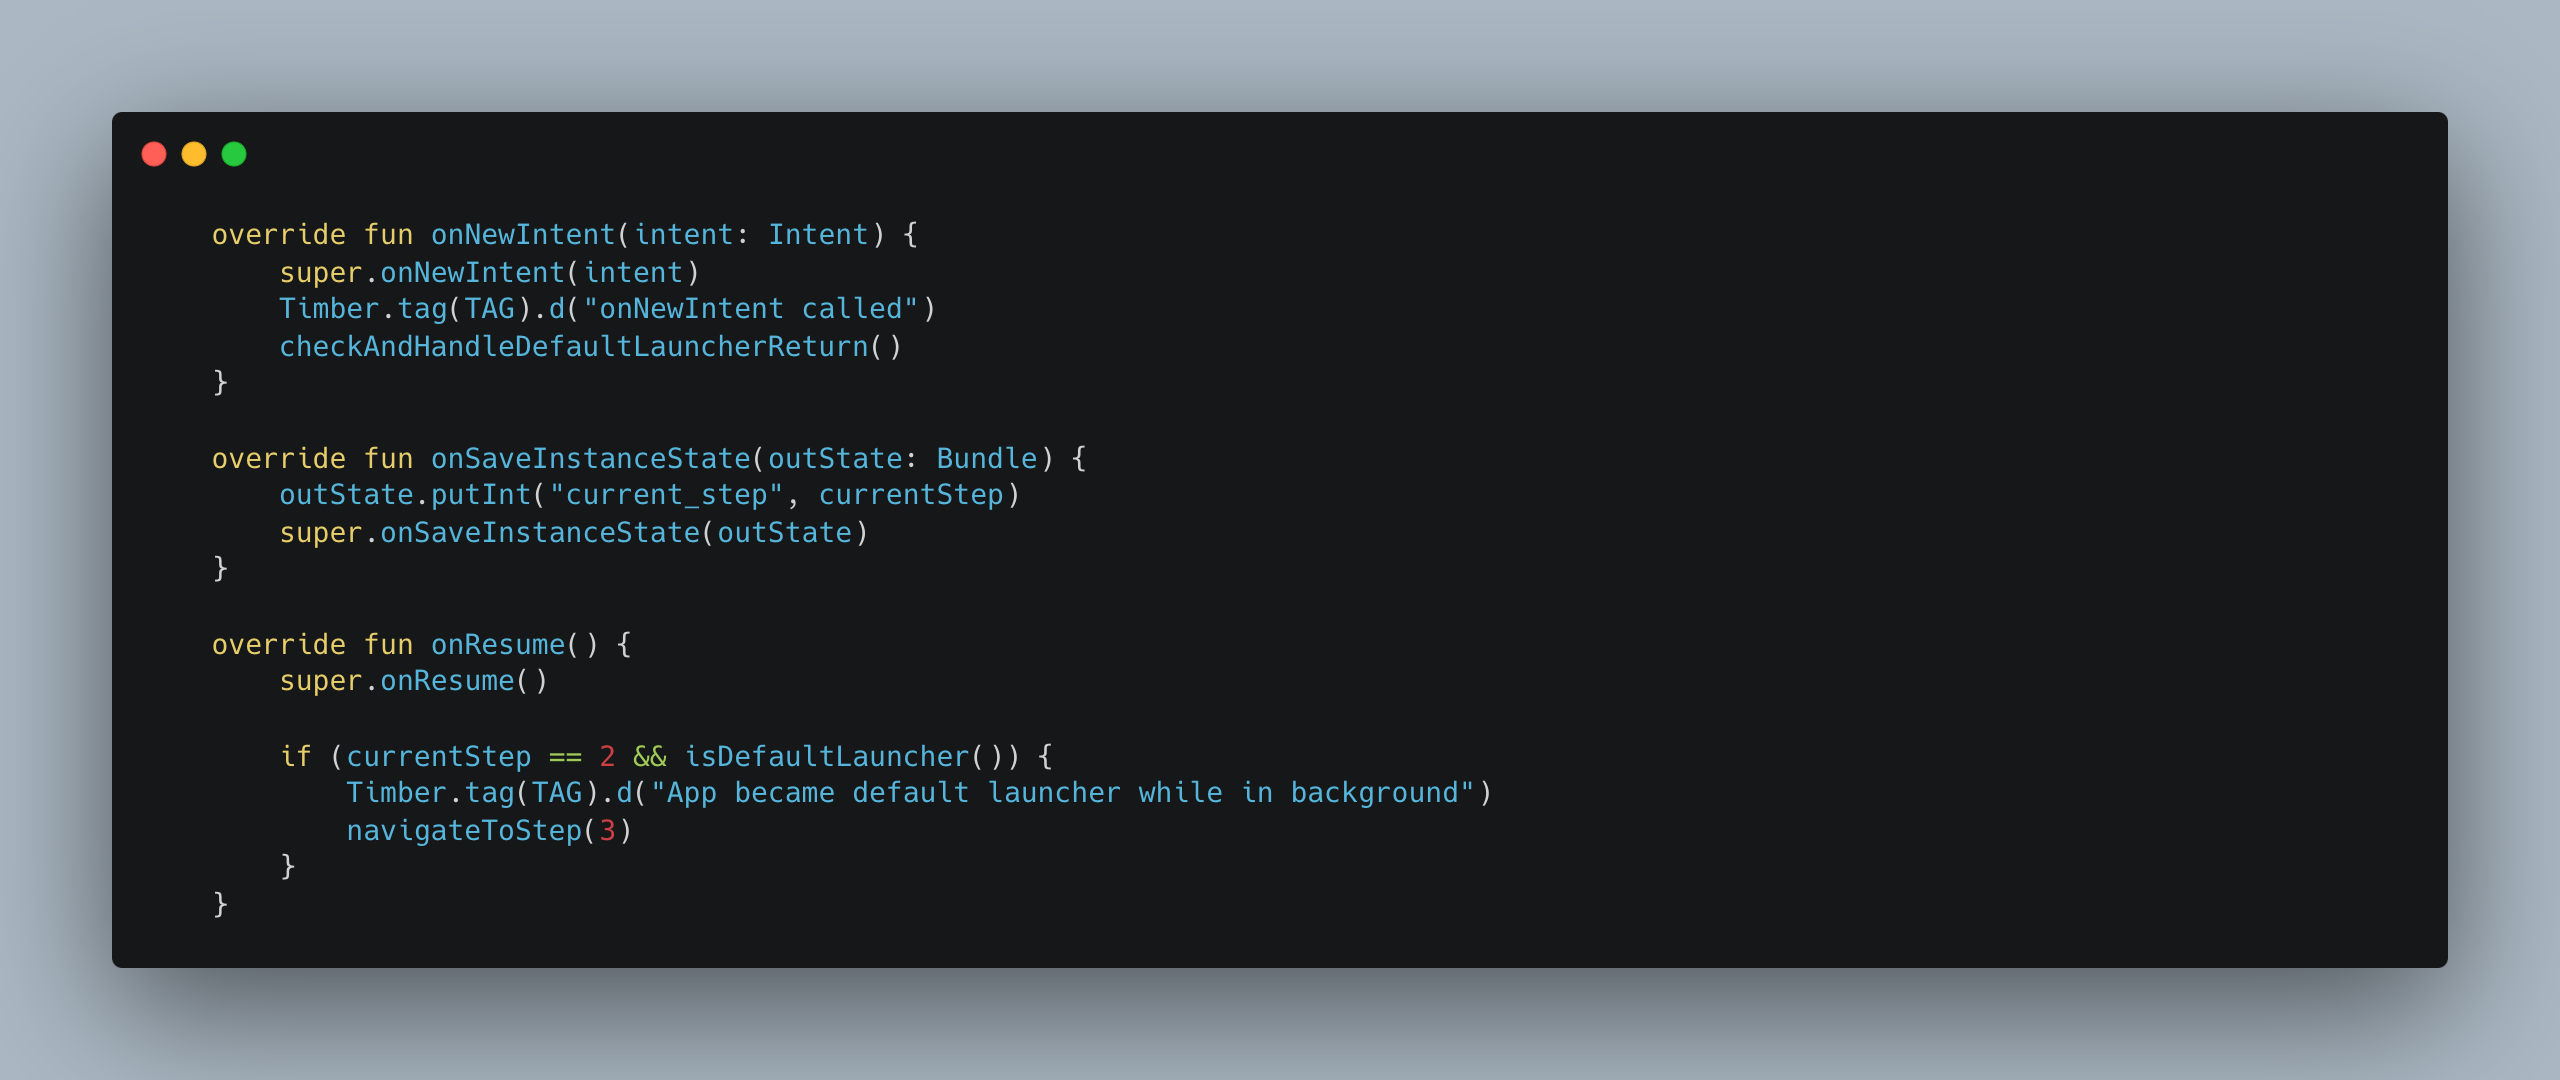 override fun onNewIntent(intent: Intent) {
    super.onNewIntent(intent)
    Timber.tag(TAG).d("onNewIntent called")
    checkAndHandleDefaultLauncherReturn()
}

override fun onSaveInstanceState(outState: Bundle) {
    outState.putInt("current_step", currentStep)
    super.onSaveInstanceState(outState)
}

override fun onResume() {
    super.onResume()

    if (currentStep == 2 && isDefaultLauncher()) {
        Timber.tag(TAG).d("App became default launcher while in background")
        navigateToStep(3)
    }
}